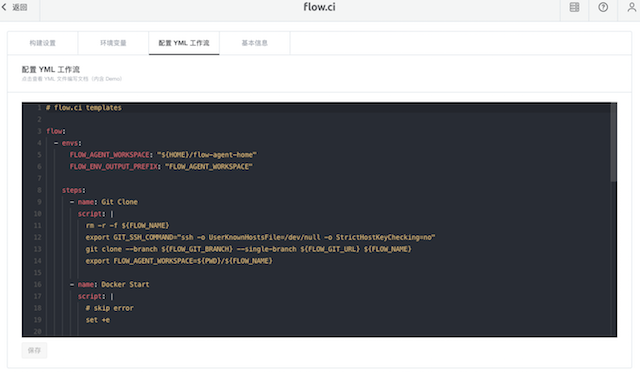 返回
flow.ci
构建设置
环境变量
配置 YML 工作流
基本信息
配置 YML 工作流
点击查看 YML 文件编写文档（内含 Demo）
1 # flow.ci templates
2
3 flow:
4 - envs:
5 FLOW_AGENT_WORKSPACE: "${HOME}/flow-agent-home"
6 FLOW_ENV_OUTPUT_PREFIX: "FLOW_AGENT_WORKSPACE"
7
8 steps:
9 - name: Git Clone
10 script: |
11 rm -r -f ${FLOW_NAME}
12 export GIT_SSH_COMMAND="ssh -o UserKnownHostsFile=/dev/null -o StrictHostKeyChecking=no"
13 git clone --branch ${FLOW_GIT_BRANCH} --single-branch ${FLOW_GIT_URL} ${FLOW_NAME}
14 export FLOW_AGENT_WORKSPACE=${PWD}/${FLOW_NAME}
15
16 - name: Docker Start
17 script: |
18 # skip error
19 set +e
20
保存